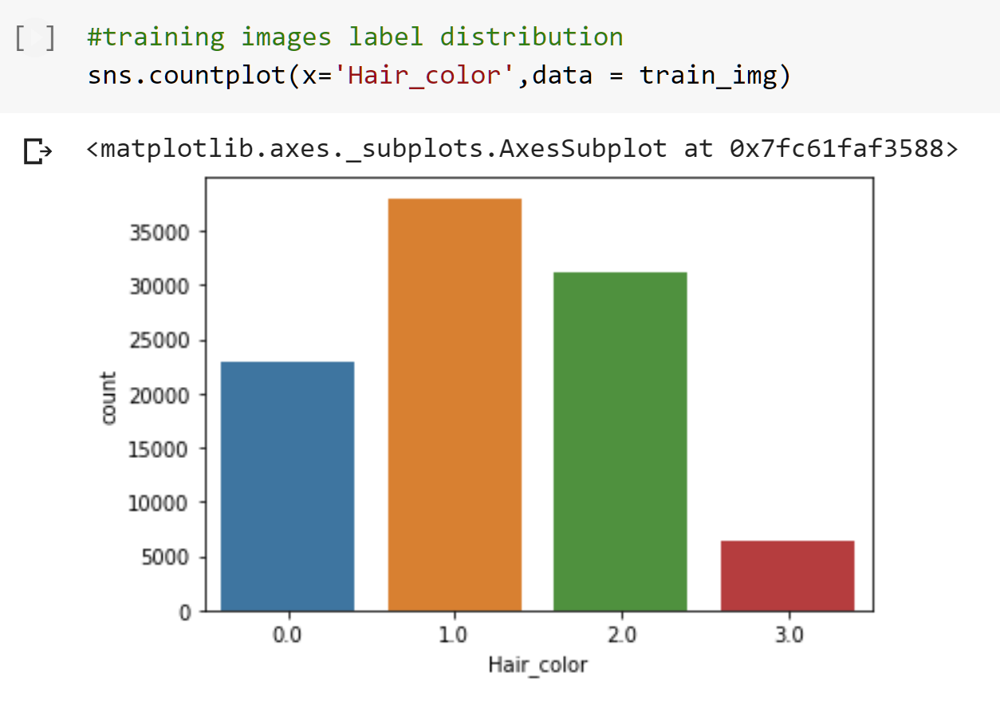 [ ] #training images label distribution
sns.countplot(x='Hair_color',data = train_img)
<matplotlib.axes._subplots.AxesSubplot at 0x7fc61faf3588>
35000
30000
25000
20000
15000
10000
5000
0
count
0.0 1.0 2.0 3.0
Hair_color